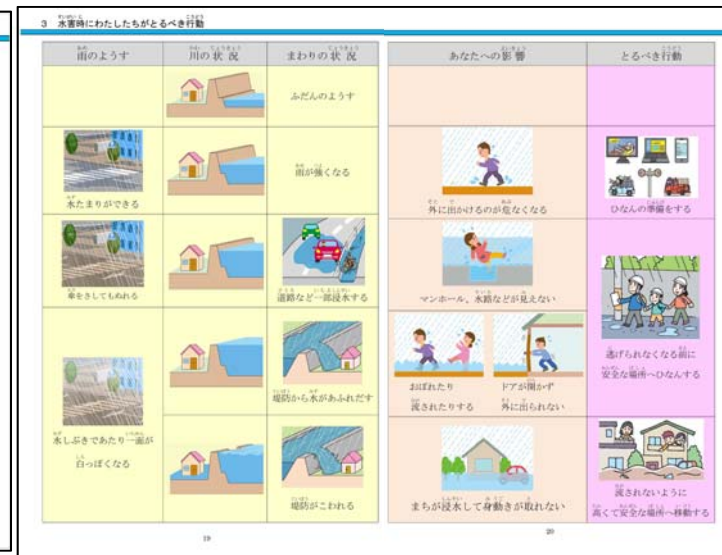 3 水害時にわたしたちがとるべき行動
雨のようす
川の状況
まわりの状況
あなたへの影響
とるべき行動
ふだんのようす
水たまりができる
雨が強くなる
外に出かけるのが危なくなる
ひなんの準備をする
傘をさしてもぬれる
道路など一部浸水する
マンホール、水路などが見えない
逃げられなくなる前に
安全な場所へひなんする
水しぶきであたり一面が
白っぽくなる
堤防から水があふれだす
おぼれたり
流されたりする
ドアが開かず
外に出られない
堤防がこわれる
まちが浸水して身動きが取れない
流されないように
高くて安全な場所へ移動する
19
20